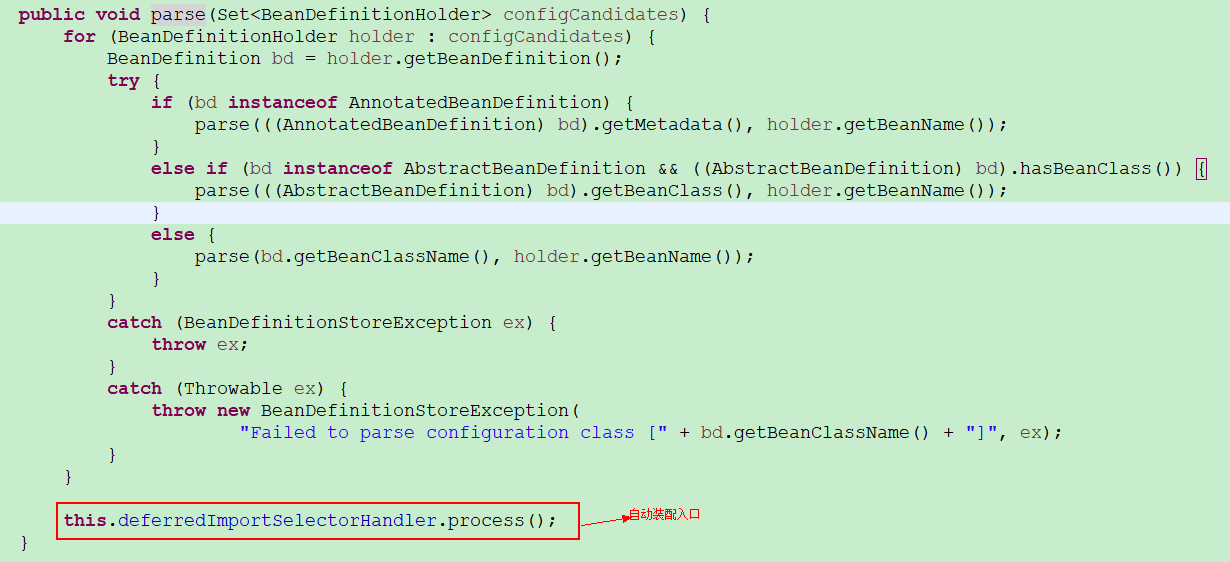 public void parse(Set<BeanDefinitionHolder> configCandidates) {
for (BeanDefinitionHolder holder : configCandidates) {
BeanDefinition bd = holder.getBeanDefinition();
try {
if (bd instanceof AnnotatedBeanDefinition) {
parse(((AnnotatedBeanDefinition) bd).getMetadata(), holder.getBeanName());
}
else if (bd instanceof AbstractBeanDefinition && ((AbstractBeanDefinition) bd).hasBeanClass()) {
parse(((AbstractBeanDefinition) bd).getBeanClass(), holder.getBeanName());
}
else {
parse(bd.getBeanClassName(), holder.getBeanName());
}
}
catch (BeanDefinitionStoreException ex) {
throw ex;
}
catch (Throwable ex) {
throw new BeanDefinitionStoreException(
"Failed to parse configuration class [" + bd.getBeanClassName() + "]", ex);
}
}
this.deferredImportSelectorHandler.process(); 自动装配入口
}